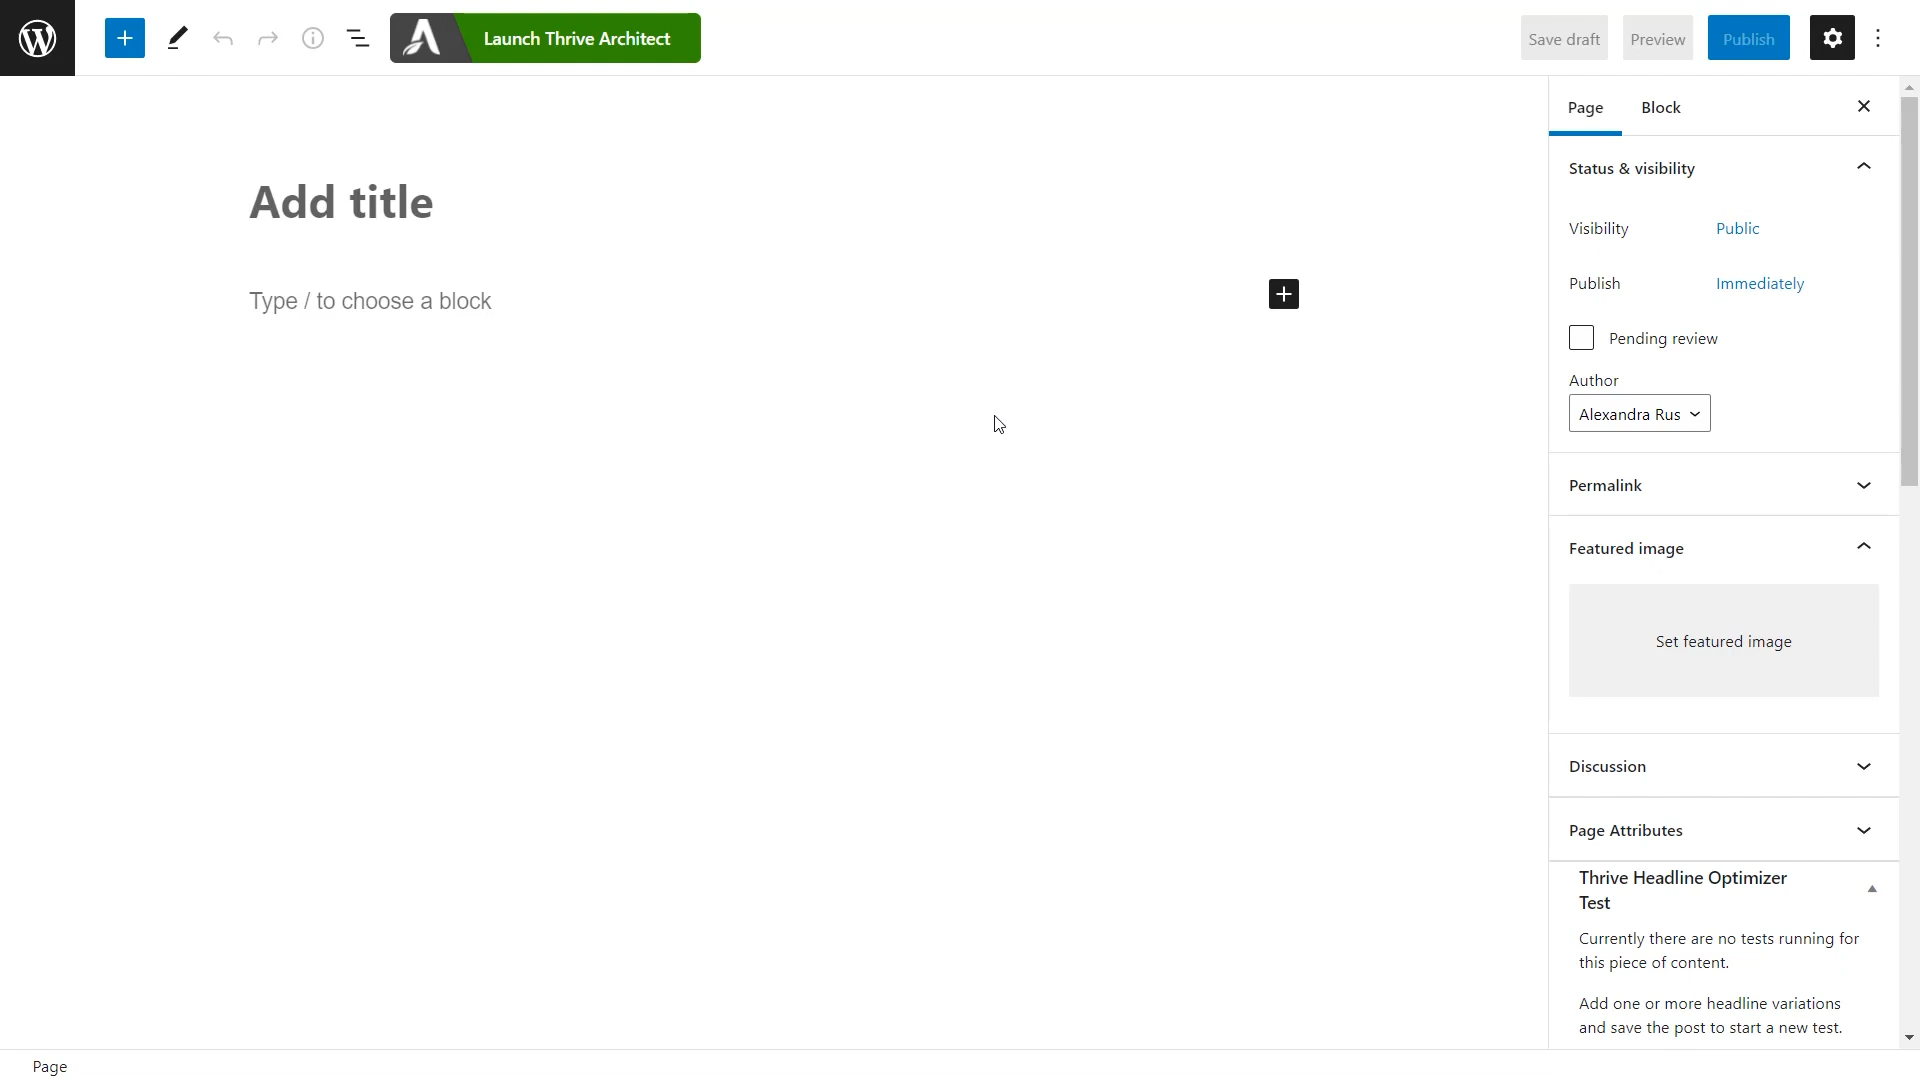 Launch Thrive Architect
Save draft
Preview
Publish
Page
Block
Add title
Type / to choose a block
Status & visibility
Visibility
Public
Publish
Immediately
Pending review
Author
Alexandra Rus
Permalink
Featured image
Set featured image
Discussion
Page Attributes
Thrive Headline Optimizer
Test
Currently there are no tests running for
this piece of content.
Add one or more headline variations
and save the post to start a new test.
Page